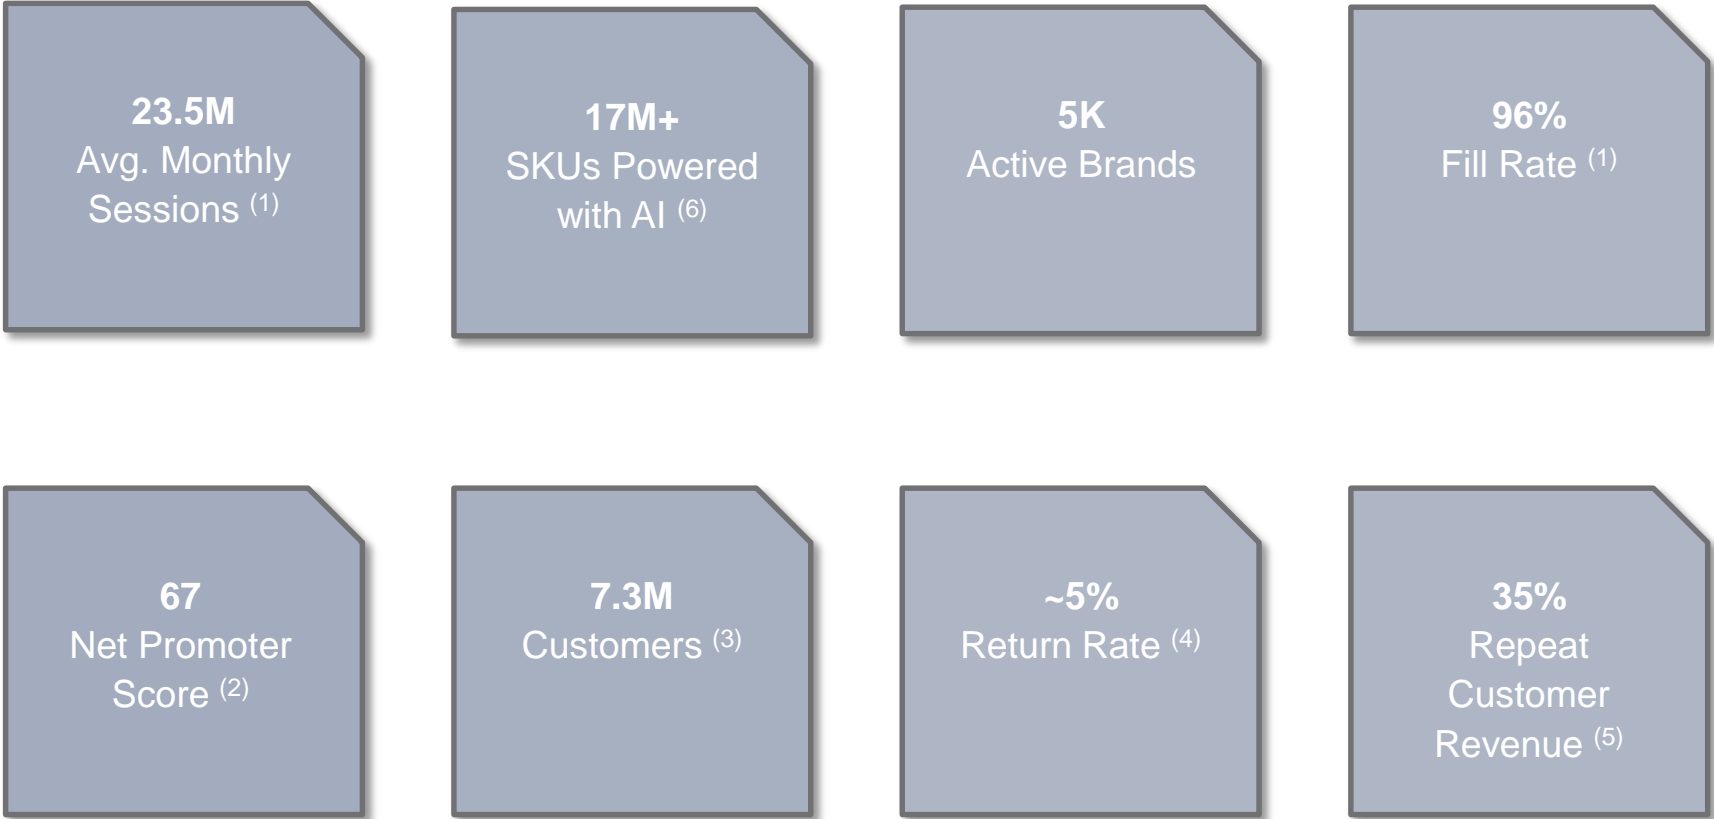 23.5M
Avg. Monthly
Sessions (1)
17M+
SKUs Powered
with AI (6)
5K
Active Brands
96%
Fill Rate (1)
67
Net Promoter
Score (2)
7.3M
Customers (3)
~5%
Return Rate (4)
35%
Repeat
Customer
Revenue (5)